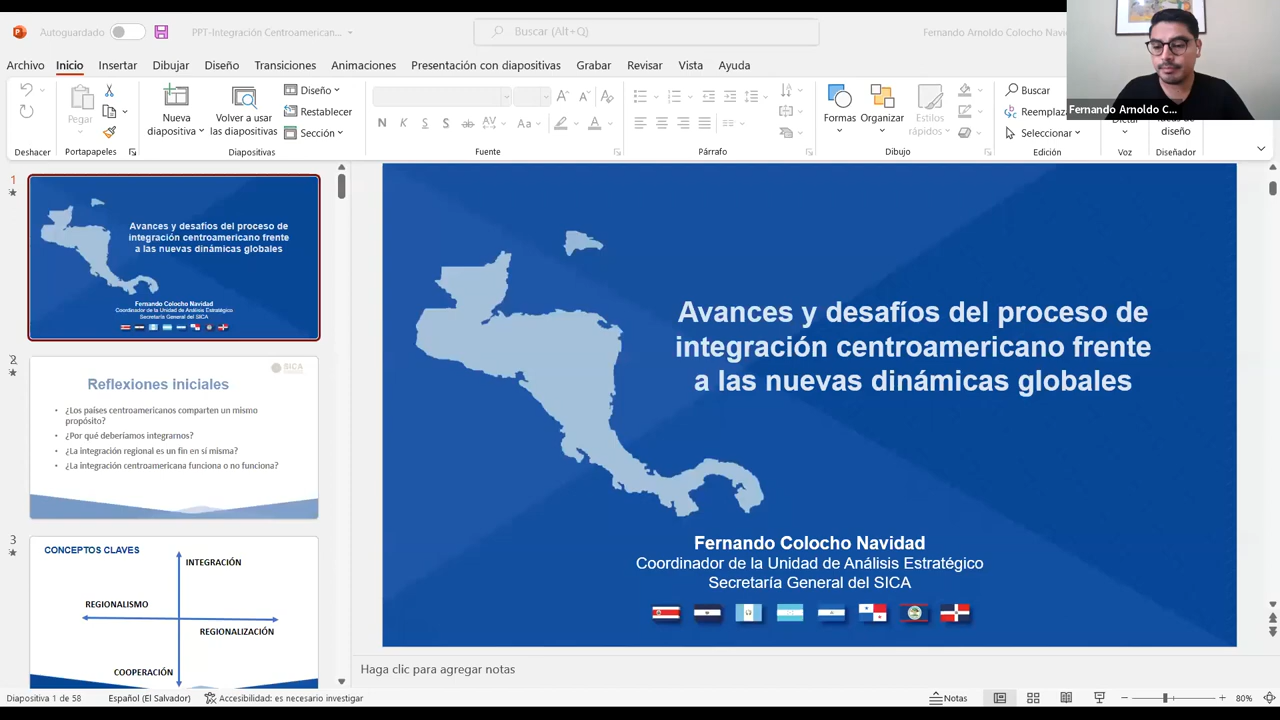 Autoguardado
PPT-Integración Centroamerican...
Buscar (Alt+Q)
Fernando Arnoldo Colocho Navi
Archivo Inicio Insertar Dibujar Diseño Transiciones Animaciones Presentación con diapositivas Grabar Revisar Vista Ayuda
Pegar
Nueva diapositiva
Volver a usar las diapositivas
Diseño
Restablecer
Sección
Formas
Organizar
Estilos rápidos
Buscar
Reemplaz
Seleccionar
Dictar
Ideas de diseño
Fernando Arnoldo C...
Deshacer Portapapeles Diapositivas Fuente Párrafo Dibujo Edición Voz Diseñador
1
Avances y desafíos del proceso de
integración centroamericano frente
a las nuevas dinámicas globales
Fernando Colocho Navidad
Coordinador de la Unidad de Análisis Estratégico
Secretaría General del SICA
2
SICA
Reflexiones iniciales
• ¿Los países centroamericanos comparten un mismo
propósito?
• ¿Por qué deberíamos integrarnos?
• ¿La integración regional es un fin en sí misma?
• ¿La integración centroamericana funciona o no funciona?
3
CONCEPTOS CLAVES
INTEGRACIÓN
REGIONALISMO
REGIONALIZACIÓN
COOPERACIÓN
Avances y desafíos del proceso de
integración centroamericano frente
a las nuevas dinámicas globales
Fernando Colocho Navidad
Coordinador de la Unidad de Análisis Estratégico
Secretaría General del SICA
Haga clic para agregar notas
Diapositiva 1 de 58 Español (El Salvador) Accesibilidad: es necesario investigar Notas 80%